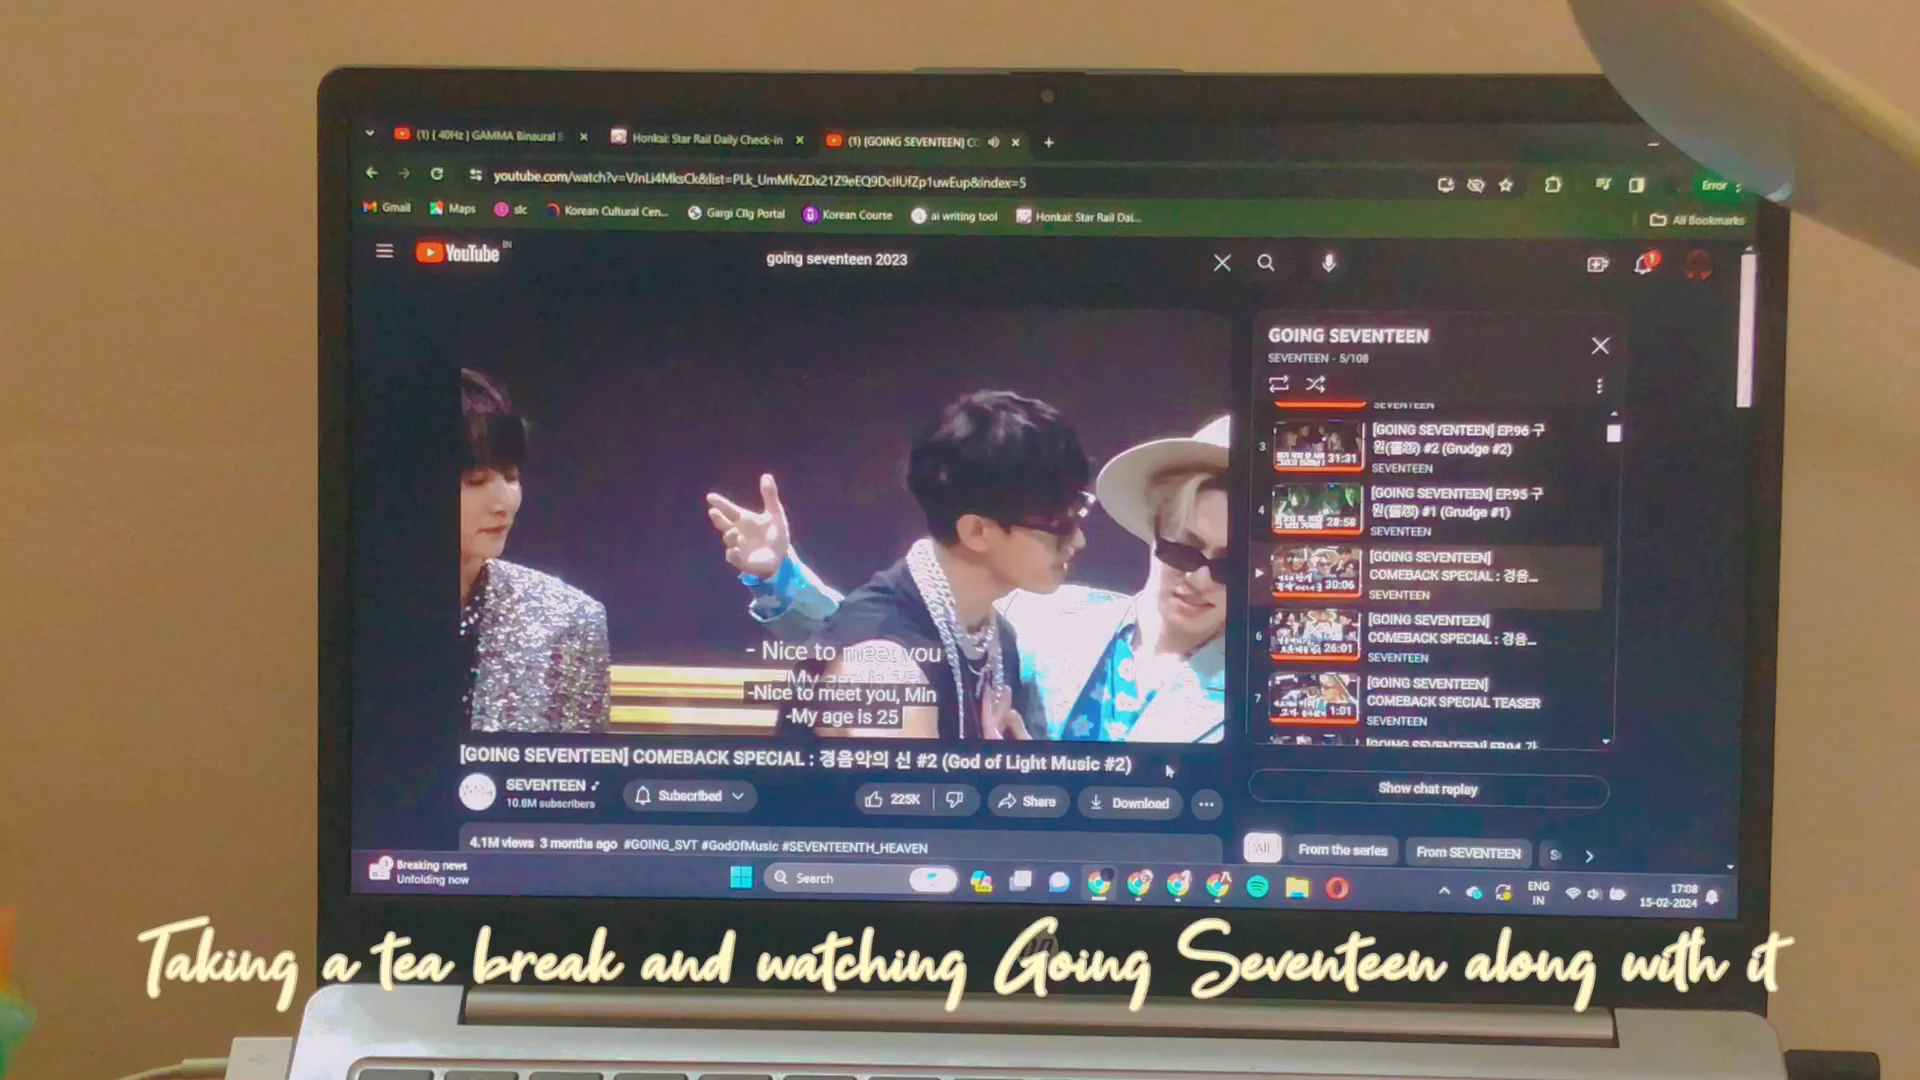 (1) [ 40Hz ] GAMMA Binaural
Honkai: Star Rail Daily Check-in
(1) [GOING SEVENTEEN] CO
youtube.com/watch?v=VJnLi4MksCk&list=PLk_UmMfvZDx21Z9eEQ9DcIIUfZp1uwEup&index=5
Error
Gmail
Maps
slc
Korean Cultural Cen...
Gargi Cllg Portal
Korean Course
ai writing tool
Honkai: Star Rail Dai...
All Bookmarks
YouTube IN
going seventeen 2023
1
- Nice to meet you
-Nice to meet you, Min
-My age is 25
[GOING SEVENTEEN] COMEBACK SPECIAL : 경음악의 신 #2 (God of Light Music #2)
SEVENTEEN
10.8M subscribers
Subscribed
225K
Share
Download
4.1M views 3 months ago #GOING_SVT #GodOfMusic #SEVENTEENTH_HEAVEN
GOING SEVENTEEN
SEVENTEEN - 5/108
SEVENTEEN
3
31:31
[GOING SEVENTEEN] EP.96 구
원(舊怨) #2 (Grudge #2)
SEVENTEEN
4
28:58
[GOING SEVENTEEN] EP.95 구
원(舊怨) #1 (Grudge #1)
SEVENTEEN
30:06
[GOING SEVENTEEN]
COMEBACK SPECIAL : 경음...
SEVENTEEN
6
26:01
[GOING SEVENTEEN]
COMEBACK SPECIAL : 경음...
SEVENTEEN
7
1:01
[GOING SEVENTEEN]
COMEBACK SPECIAL TEASER
SEVENTEEN
[GOING SEVENTEEN] EP.94
Show chat replay
All
From the series
From SEVENTEEN
Breaking news
Unfolding now
Search
ENG
IN
17:08
15-02-2024
Taking a tea break and watching Going Seventeen along with it